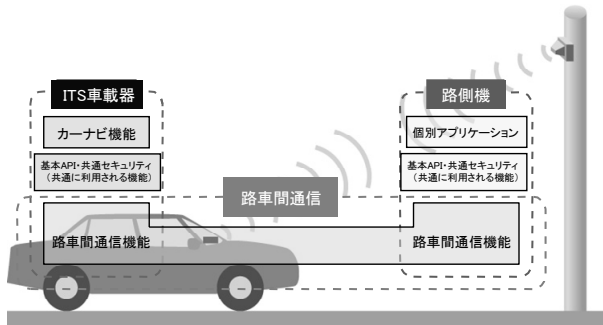 ITS車載器
カーナビ機能
基本API・共通セキュリティ
（共通に利用される機能）
路車間通信機能
路車間通信
路側機
個別アプリケーション
基本API・共通セキュリティ
（共通に利用される機能）
路車間通信機能